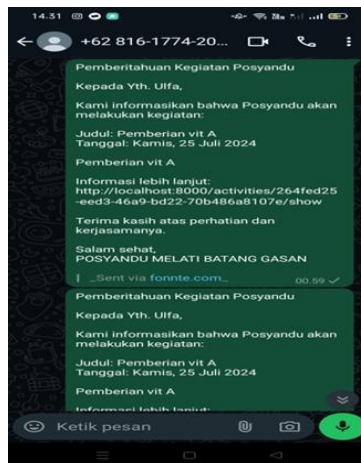 14.31
+62 816-1774-20...
Pemberitahuan Kegiatan Posyandu
Kepada Yth. Ulfa,
Kami informasikan bahwa Posyandu akan
melakukan kegiatan:
Judul: Pemberian vit A
Tanggal: Kamis, 25 Juli 2024
Pemberian vit A
Informasi lebih lanjut:
http://localhost:8000/activities/264fed25
-eed3-46a9-bd22-70b486a8107e/show
Terima kasih atas perhatian dan
kerjasamanya.
Salam sehat,
POSYANDU MELATI BATANG GASAN
_Sent via fonnte.com_
00.59
Pemberitahuan Kegiatan Posyandu
Kepada Yth. Ulfa,
Kami informasikan bahwa Posyandu akan
melakukan kegiatan:
Judul: Pemberian vit A
Tanggal: Kamis, 25 Juli 2024
Pemberian vit A
Informasi lebih lanjut:
Ketik pesan